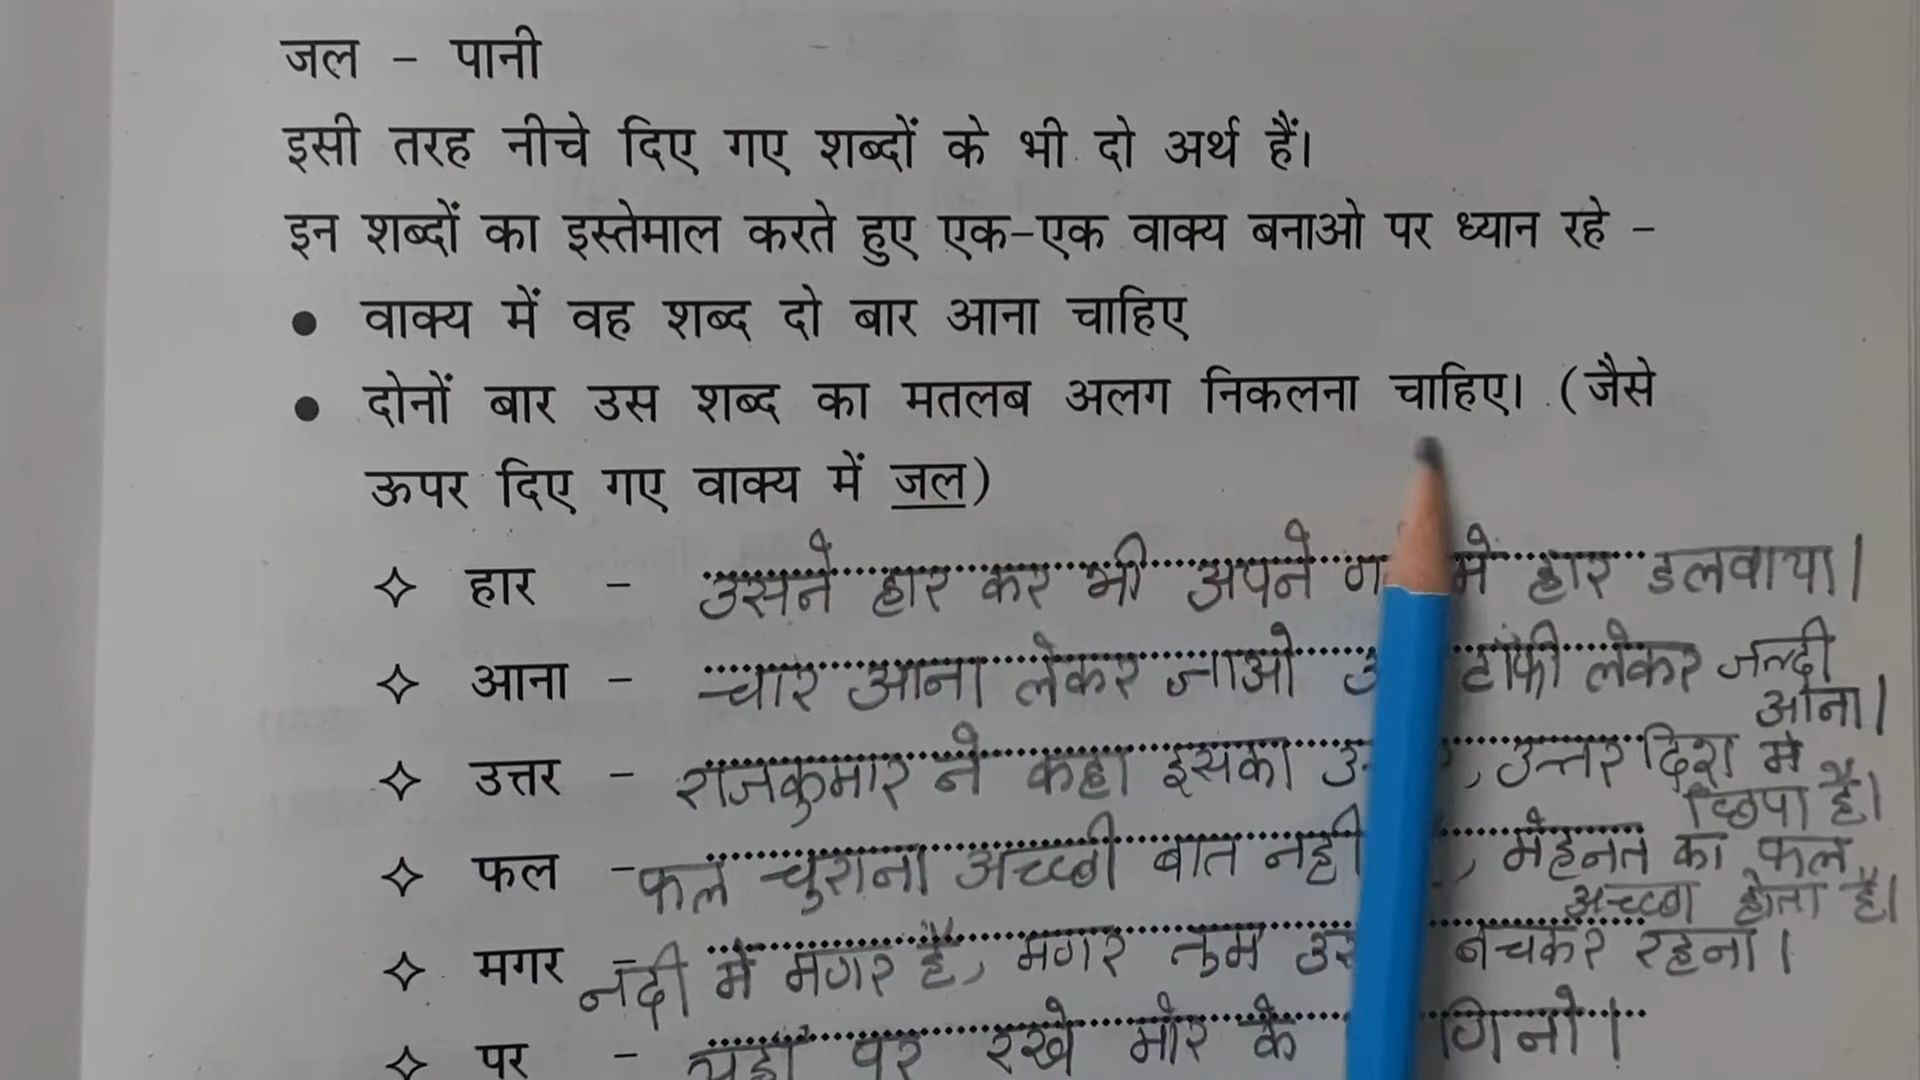 जल - पानी
इसी तरह नीचे दिए गए शब्दों के भी दो अर्थ हैं।
इन शब्दों का इस्तेमाल करते हुए एक-एक वाक्य बनाओ पर ध्यान रहे -
• वाक्य में वह शब्द दो बार आना चाहिए
• दोनों बार उस शब्द का मतलब अलग निकलना चाहिए। (जैसे
ऊपर दिए गए वाक्य में जल)
✧ हार - उसने हार कर भी अपने में हार डलवाया।
✧ आना - चार आना लेकर जाओ टॉफी लेकर जल्दी
आना।
✧ उत्तर - राजकुमार ने कहा इसका , उत्तर दिशा में
छिपा है।
✧ फल - फल चुराना अच्छी बात नहीं , मेहनत का फल
अच्छा होता है।
✧ मगर - नदी में मगर है, मगर तुम बचकर रहना।
✧ पर - यहाँ पर रखे मोर के गिनो।